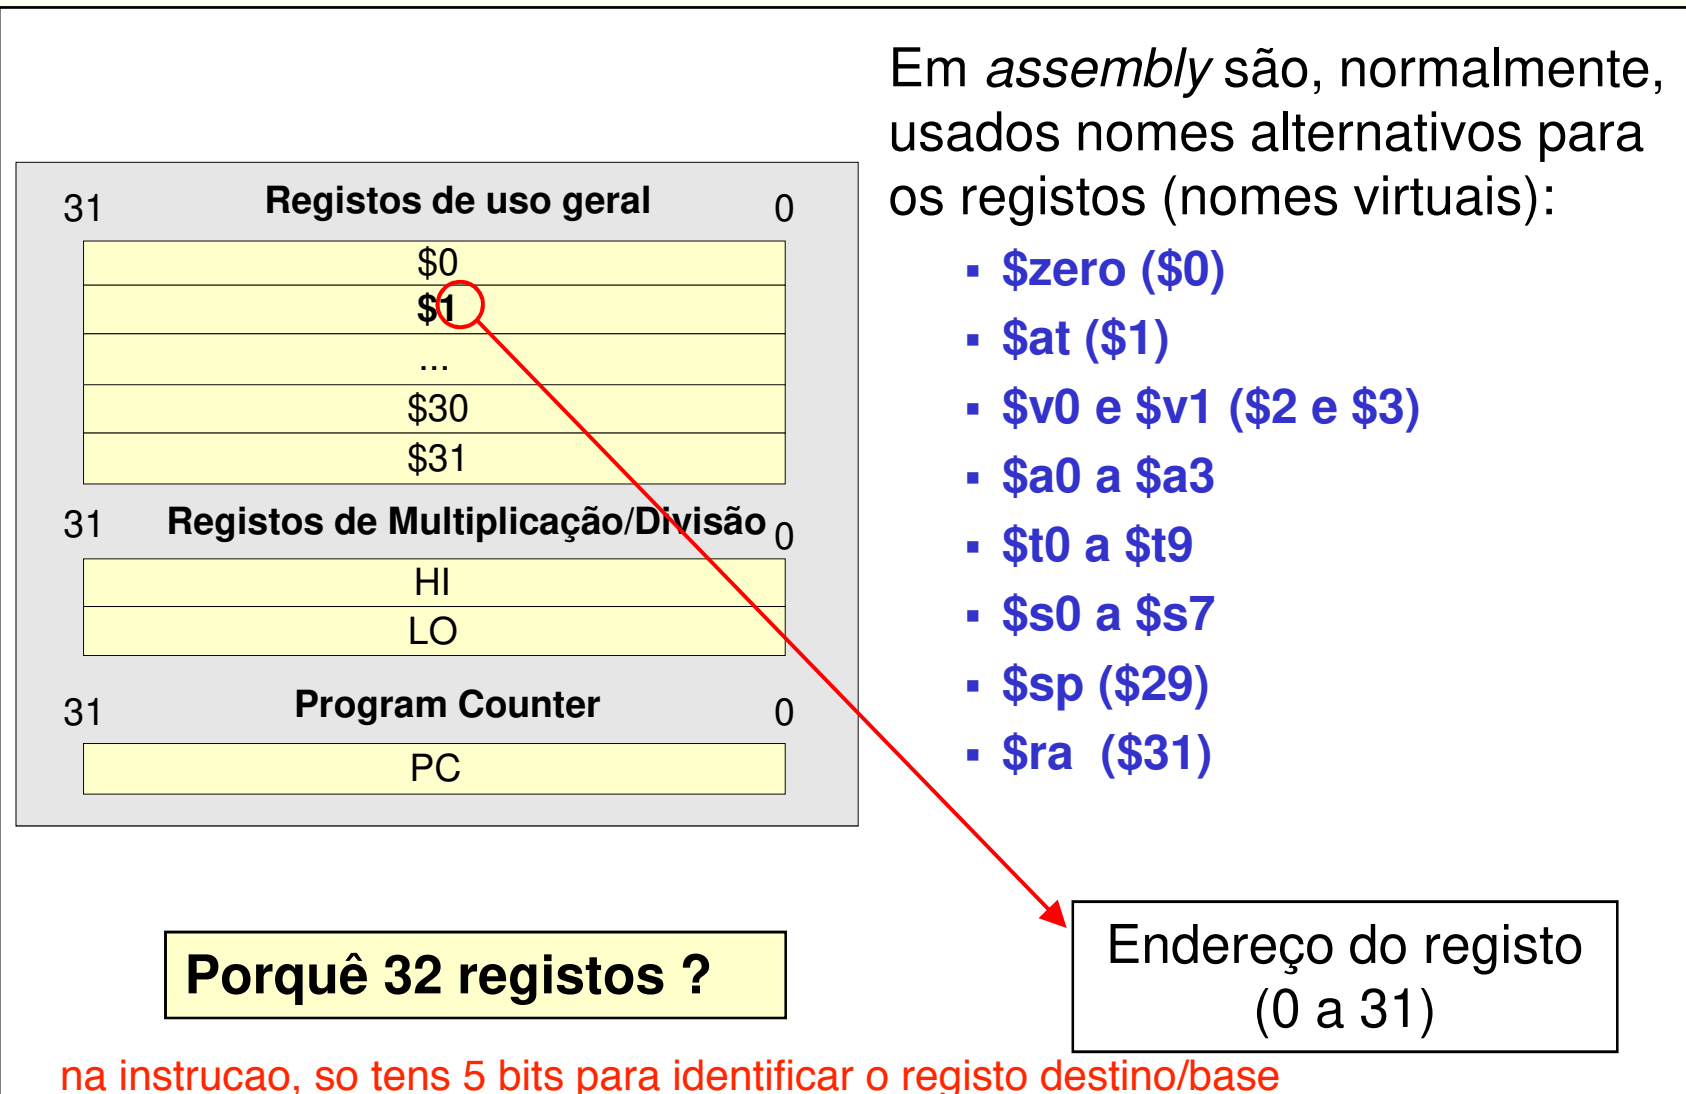 Em assembly são, normalmente,
usados nomes alternativos para
os registos (nomes virtuais):
▪ $zero ($0)
▪ $at ($1)
▪ $v0 e $v1 ($2 e $3)
▪ $a0 a $a3
▪ $t0 a $t9
▪ $s0 a $s7
▪ $sp ($29)
▪ $ra ($31)
31 Registos de uso geral 0
$0
$1
...
$30
$31
31 Registos de Multiplicação/Divisão 0
HI
LO
31 Program Counter 0
PC
Porquê 32 registos ?
Endereço do registo
(0 a 31)
na instrucao, so tens 5 bits para identificar o registo destino/base